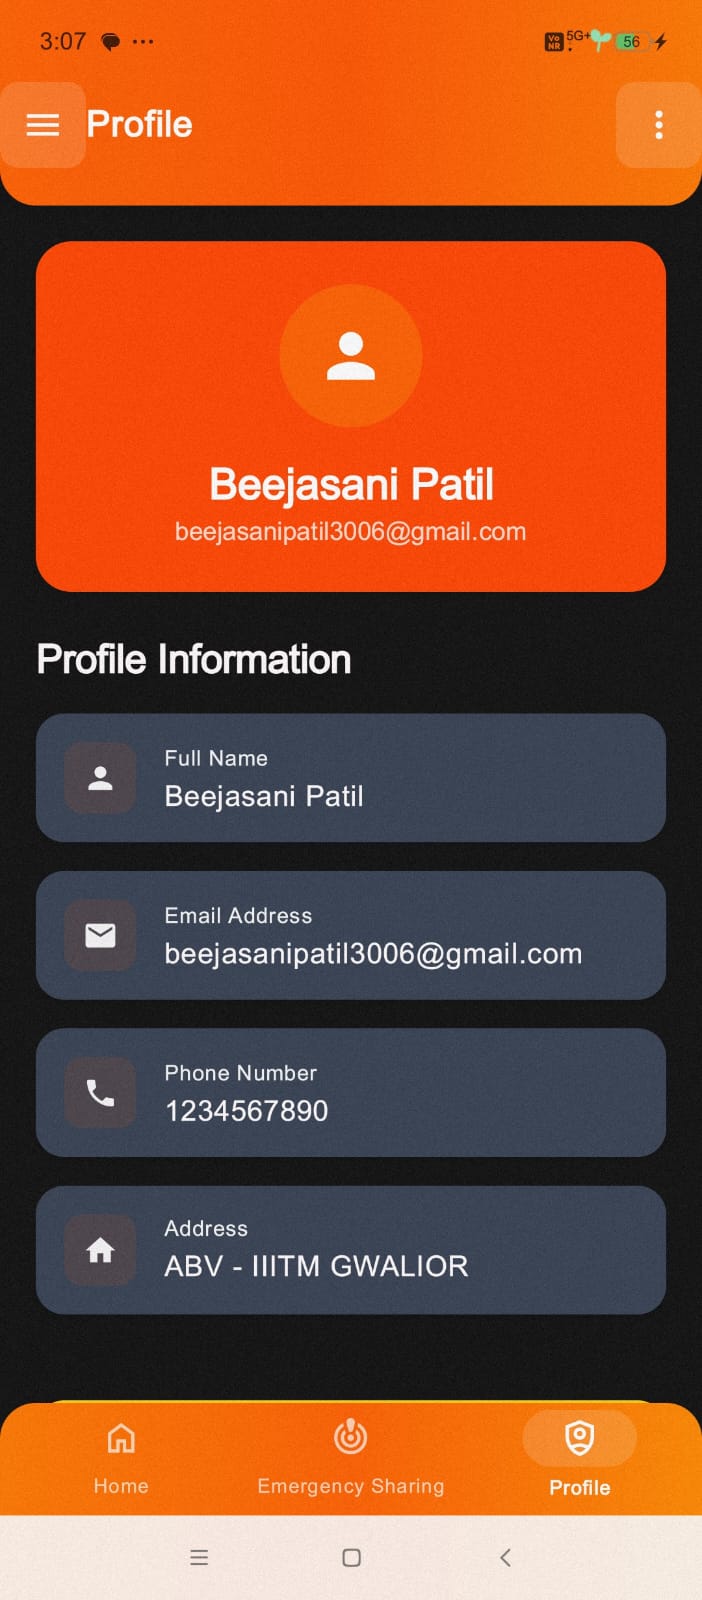 3:07
Vo
NR
5G+
56
Profile
Beejasani Patil
beejasanipatil3006@gmail.com
Profile Information
Full Name
Beejasani Patil
Email Address
beejasanipatil3006@gmail.com
Phone Number
1234567890
Address
ABV - IIITM GWALIOR
Home
Emergency Sharing
Profile